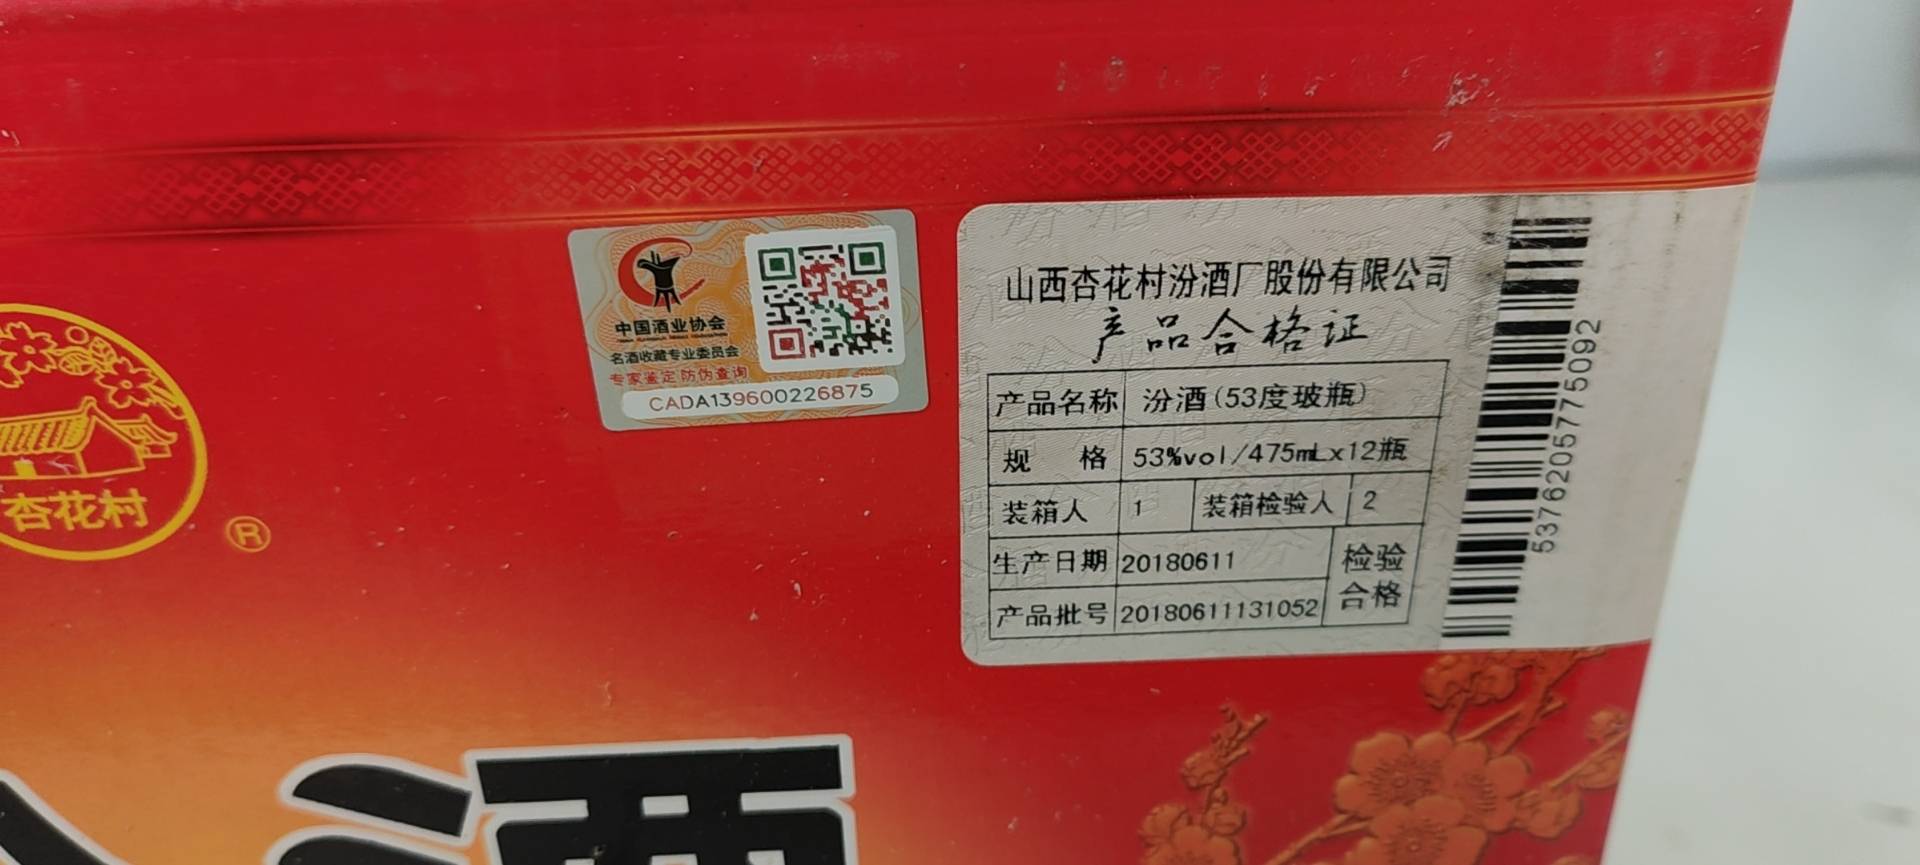 杏花村
®
中国酒业协会
名酒收藏专业委员会
专家鉴定 防伪查询
CADA139600226875
山西杏花村汾酒厂股份有限公司
产品合格证
产品名称 汾酒(53度玻瓶)
规 格 53%vol/475mLx12瓶
装箱人 1 装箱检验人 2
生产日期 20180611 检验
产品批号 20180611131052 合格
5376205775092
酒